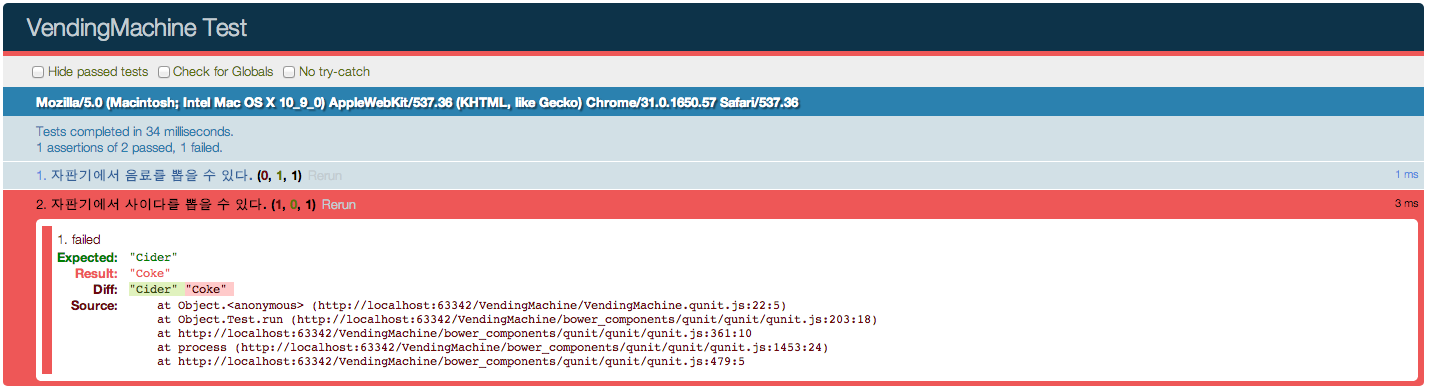 VendingMachine Test
Hide passed tests Check for Globals No try-catch
Mozilla/5.0 (Macintosh; Intel Mac OS X 10_9_0) AppleWebKit/537.36 (KHTML, like Gecko) Chrome/31.0.1650.57 Safari/537.36
Tests completed in 34 milliseconds.
1 assertions of 2 passed, 1 failed.
1. 자판기에서 음료를 뽑을 수 있다. (0, 1, 1) Rerun 1 ms
2. 자판기에서 사이다를 뽑을 수 있다. (1, 0, 1) Rerun 3 ms
1. failed
Expected: "Cider"
Result: "Coke"
Diff: "Cider" "Coke"
Source: at Object.<anonymous> (http://localhost:63342/VendingMachine/VendingMachine.qunit.js:22:5)
at Object.Test.run (http://localhost:63342/VendingMachine/bower_components/qunit/qunit/qunit.js:203:18)
at http://localhost:63342/VendingMachine/bower_components/qunit/qunit/qunit.js:361:10
at process (http://localhost:63342/VendingMachine/bower_components/qunit/qunit/qunit.js:1453:24)
at http://localhost:63342/VendingMachine/bower_components/qunit/qunit/qunit.js:479:5